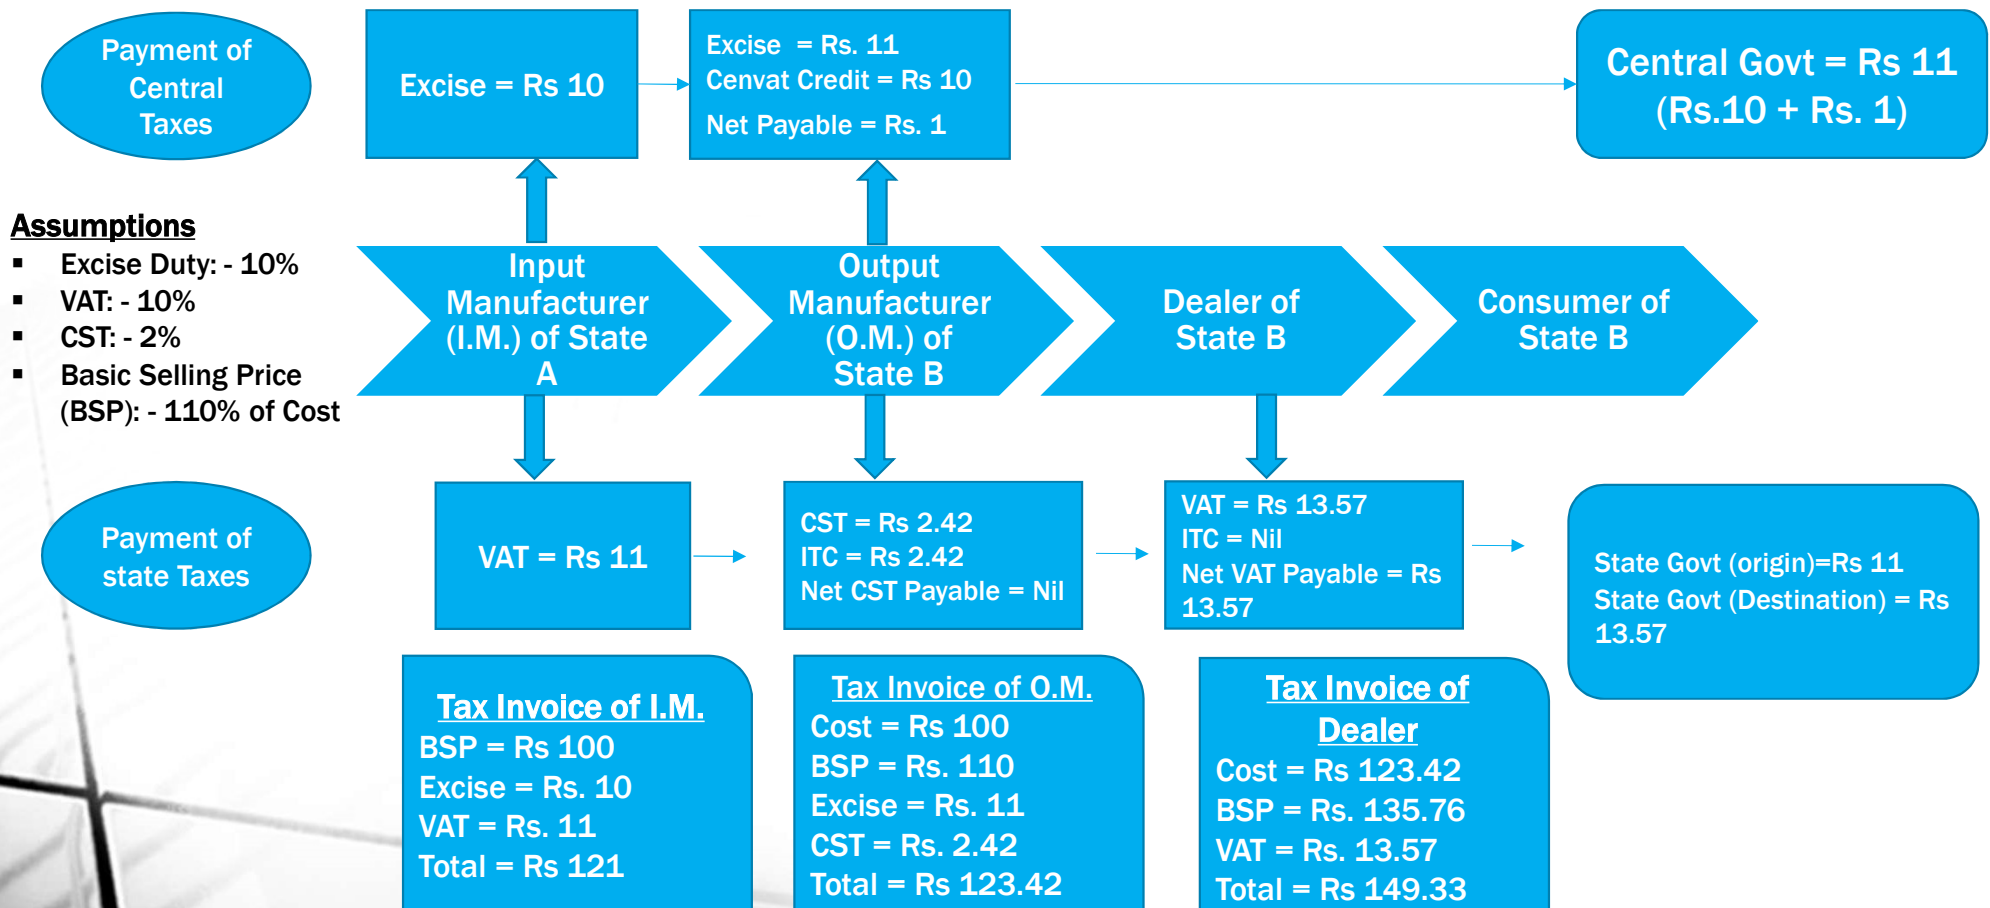 Payment of
Central
Taxes
Excise = Rs 10
Excise = Rs. 11
Cenvat Credit = Rs 10
Net Payable = Rs. 1
Central Govt = Rs 11
(Rs.10 + Rs. 1)
Assumptions
▪ Excise Duty: - 10%
▪ VAT: - 10%
▪ CST: - 2%
▪ Basic Selling Price
(BSP): - 110% of Cost
Input
Manufacturer
(I.M.) of State
A
Output
Manufacturer
(O.M.) of
State B
Dealer of
State B
Consumer of
State B
Payment of
state Taxes
VAT = Rs 11
CST = Rs 2.42
ITC = Rs 2.42
Net CST Payable = Nil
VAT = Rs 13.57
ITC = Nil
Net VAT Payable = Rs
13.57
State Govt (origin)=Rs 11
State Govt (Destination) = Rs
13.57
Tax Invoice of I.M.
BSP = Rs 100
Excise = Rs. 10
VAT = Rs. 11
Total = Rs 121
Tax Invoice of O.M.
Cost = Rs 100
BSP = Rs. 110
Excise = Rs. 11
CST = Rs. 2.42
Total = Rs 123.42
Tax Invoice of
Dealer
Cost = Rs 123.42
BSP = Rs. 135.76
VAT = Rs. 13.57
Total = Rs 149.33